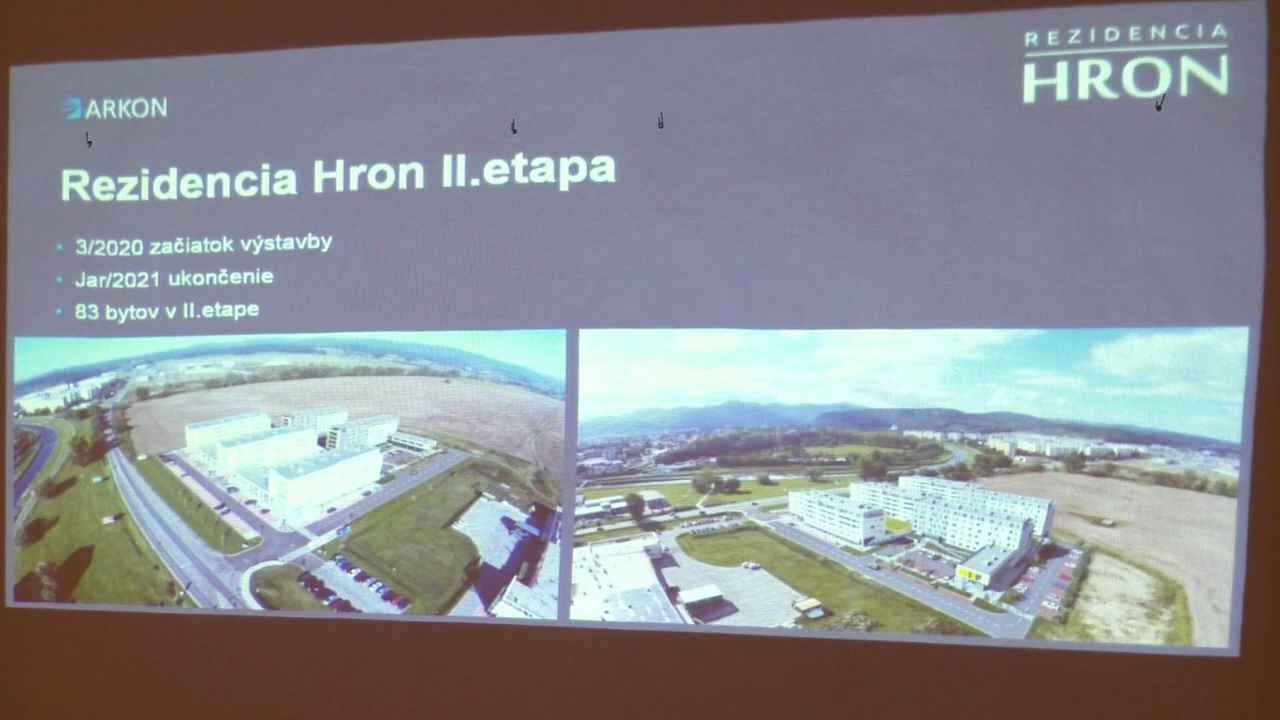 ARKON
REZIDENCIA
HRON
Rezidencia Hron II.etapa
• 3/2020 začiatok výstavby
• Jar/2021 ukončenie
• 83 bytov v II.etape